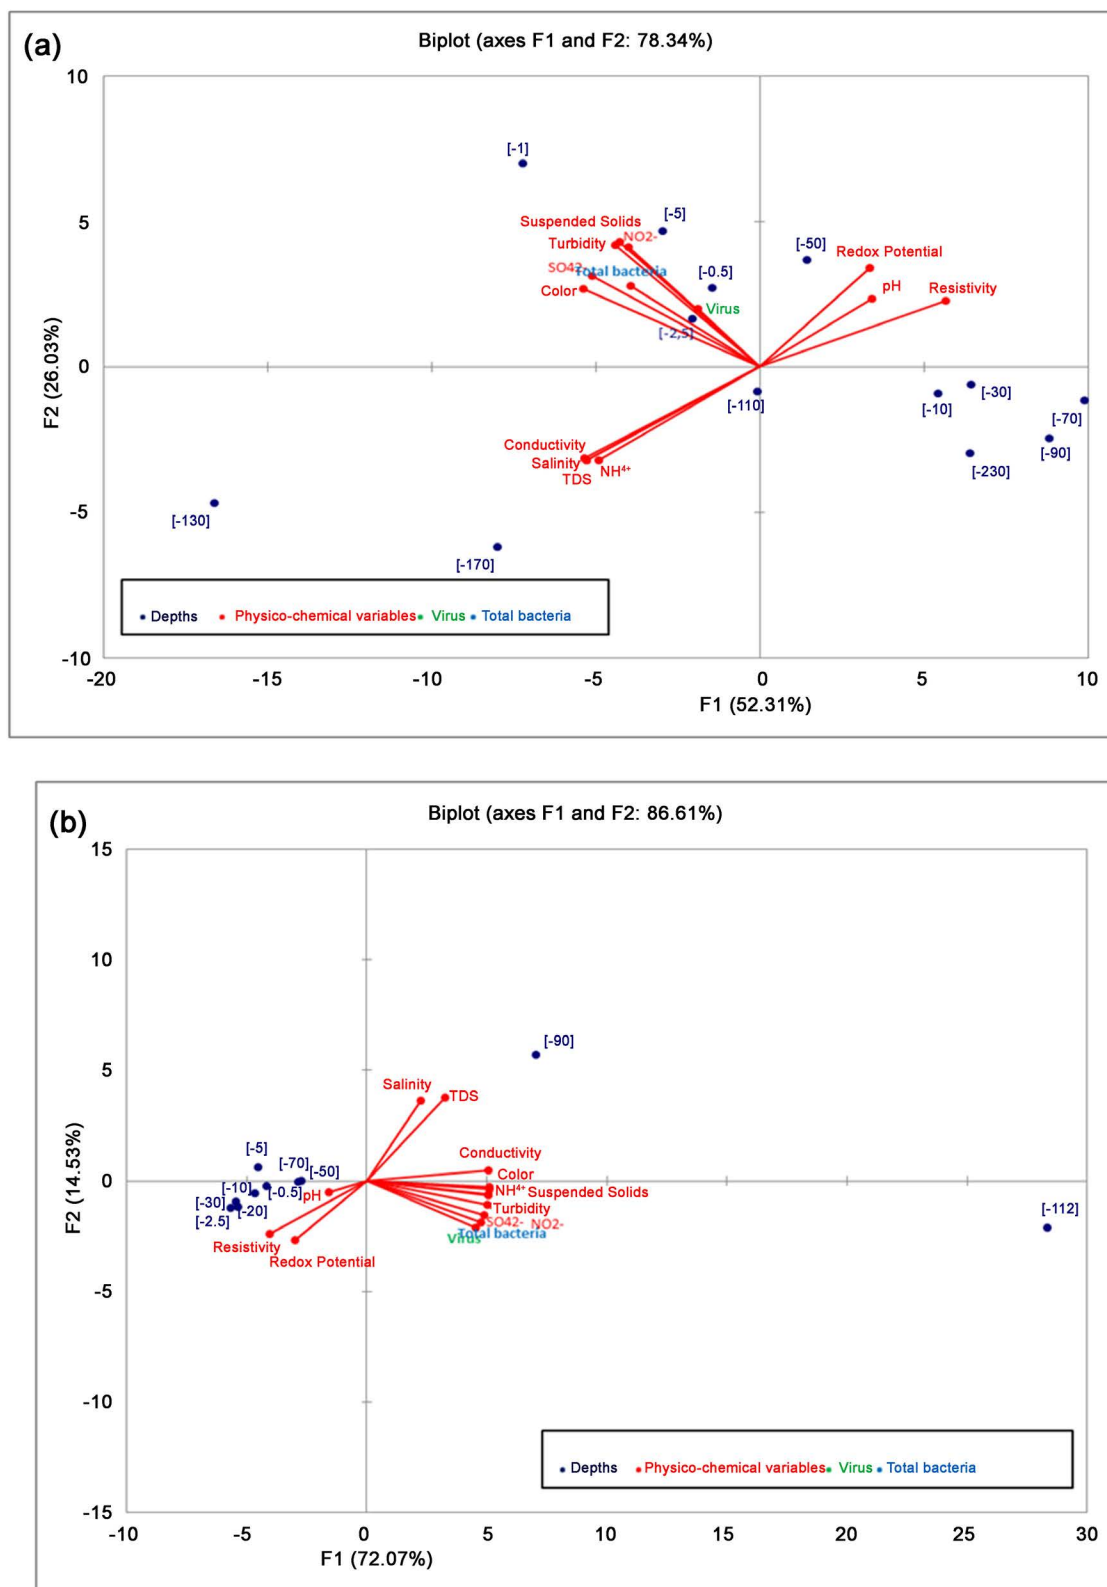 (a)
Biplot (axes F1 and F2: 78.34%)
10
[-1]
Suspended Solids
[-5]
5
Turbidity
NO2-
[-50]
Redox Potential
SO42-
Total bacteria
[-0.5]
Color
pH
Resistivity
Virus
[-2,5]
0
F2 (26.03%)
[-110]
[-10]
[-30]
[-70]
Conductivity
[-90]
Salinity
NH⁴⁺
TDS
[-230]
-5
[-130]
[-170]
Depths Physico-chemical variables Virus Total bacteria
-10
-20 -15 -10 -5 0 5 10
F1 (52.31%)
(b)
Biplot (axes F1 and F2: 86.61%)
15
10
[-90]
5
Salinity
TDS
[-5]
Conductivity
[-70]
[-50]
Color
0
[-10]
[-0.5]
pH
NH⁴⁺
Suspended Solids
[-30]
[-20]
Turbidity
[-2.5]
SO42-
NO2-
[-112]
Virus
Total bacteria
Resistivity
Redox Potential
F2 (14.53%)
-5
-10
Depths Physico-chemical variables Virus Total bacteria
-15
-10 -5 0 5 10 15 20 25 30
F1 (72.07%)